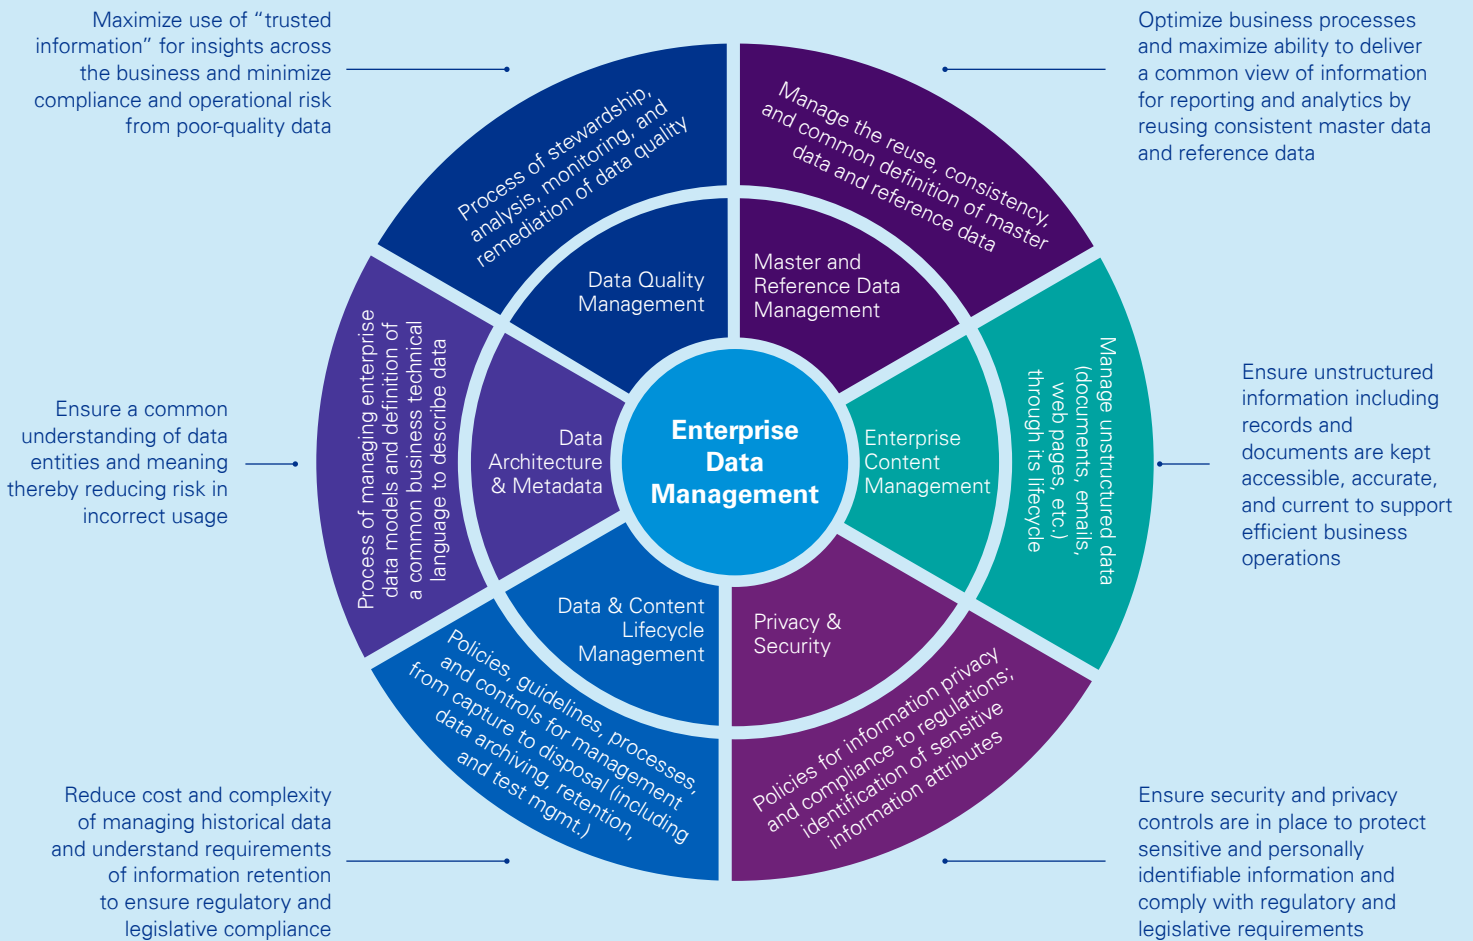 Maximize use of “trusted
information” for insights across
the business and minimize
compliance and operational risk
from poor-quality data
Optimize business processes
and maximize ability to deliver
a common view of information
for reporting and analytics by
reusing consistent master data
and reference data
Process of stewardship,
analysis, monitoring, and
remediation of data quality
Manage the reuse, consistency,
and common definition of master
data and reference data
Data Quality
Management
Master and
Reference Data
Management
Ensure a common
understanding of data
entities and meaning
thereby reducing risk in
incorrect usage
Process of managing enterprise
data models and definition of
a common business technical
language to describe data
Data
Architecture
& Metadata
Enterprise
Data
Management
Enterprise
Content
Management
Manage unstructured data
(documents, emails,
web pages, etc.)
through its lifecycle
Ensure unstructured
information including
records and
documents are kept
accessible, accurate,
and current to support
efficient business
operations
Data & Content
Lifecycle
Management
Privacy &
Security
Policies, guidelines, processes,
and controls for management
from capture to disposal (including
data archiving, retention,
and test mgmt.)
Policies for information privacy
and compliance to regulations;
identification of sensitive
information attributes
Reduce cost and complexity
of managing historical data
and understand requirements
of information retention
to ensure regulatory and
legislative compliance
Ensure security and privacy
controls are in place to protect
sensitive and personally
identifiable information and
comply with regulatory and
legislative requirements